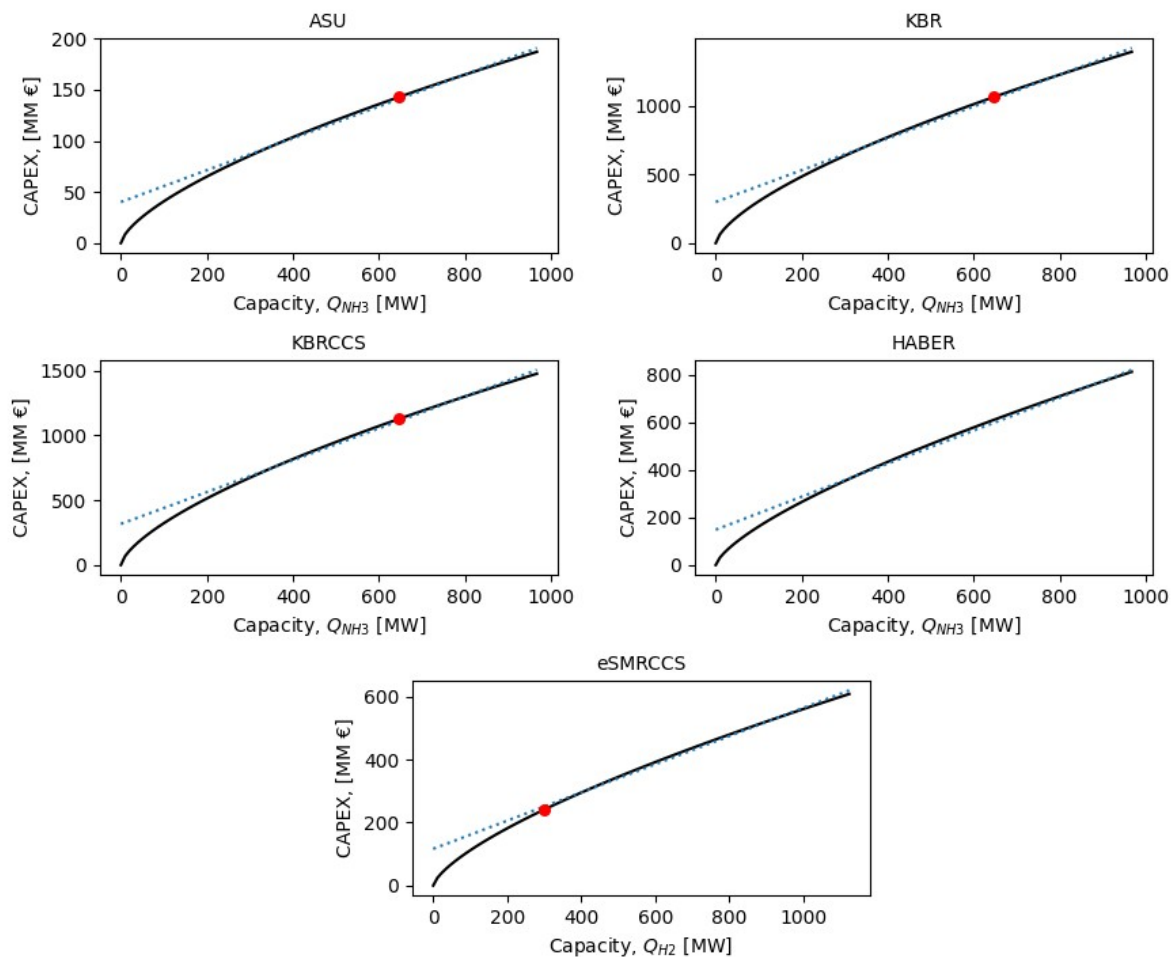 ASU
200
150
100
50
0
CAPEX, [MM €]
0 200 400 600 800 1000
Capacity, Q_NH3 [MW]
KBR
1000
500
0
CAPEX, [MM €]
0 200 400 600 800 1000
Capacity, Q_NH3 [MW]
KBRCCS
1500
1000
500
0
CAPEX, [MM €]
0 200 400 600 800 1000
Capacity, Q_NH3 [MW]
HABER
800
600
400
200
0
CAPEX, [MM €]
0 200 400 600 800 1000
Capacity, Q_NH3 [MW]
eSMRCCS
600
400
200
0
CAPEX, [MM €]
0 200 400 600 800 1000
Capacity, Q_H2 [MW]